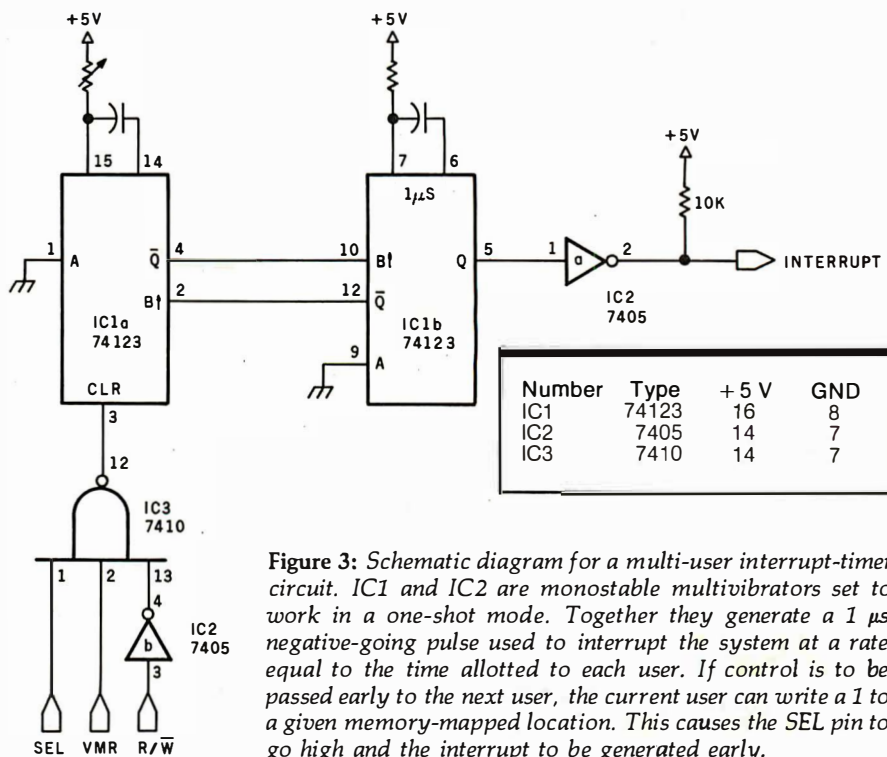 +5V
+5V
+5V
15 14
7 6
1µS
10K
1 A
Q̅ 4
10 B↑
Q 5
1 a 2
INTERRUPT
B↑ 2
12 Q̅
IC2
7405
IC1a
74123
IC1b
74123
9 A
CLR
3
12
IC3
7410
1 2 13
4
b
IC2
7405
3
SEL VMR R/W̅
Number Type +5 V GND
IC1 74123 16 8
IC2 7405 14 7
IC3 7410 14 7
Figure 3: Schematic diagram for a multi-user interrupt-timer
circuit. IC1 and IC2 are monostable multivibrators set to
work in a one-shot mode. Together they generate a 1 µs
negative-going pulse used to interrupt the system at a rate
equal to the time allotted to each user. If control is to be
passed early to the next user, the current user can write a 1 to
a given memory-mapped location. This causes the SEL pin to
go high and the interrupt to be generated early.